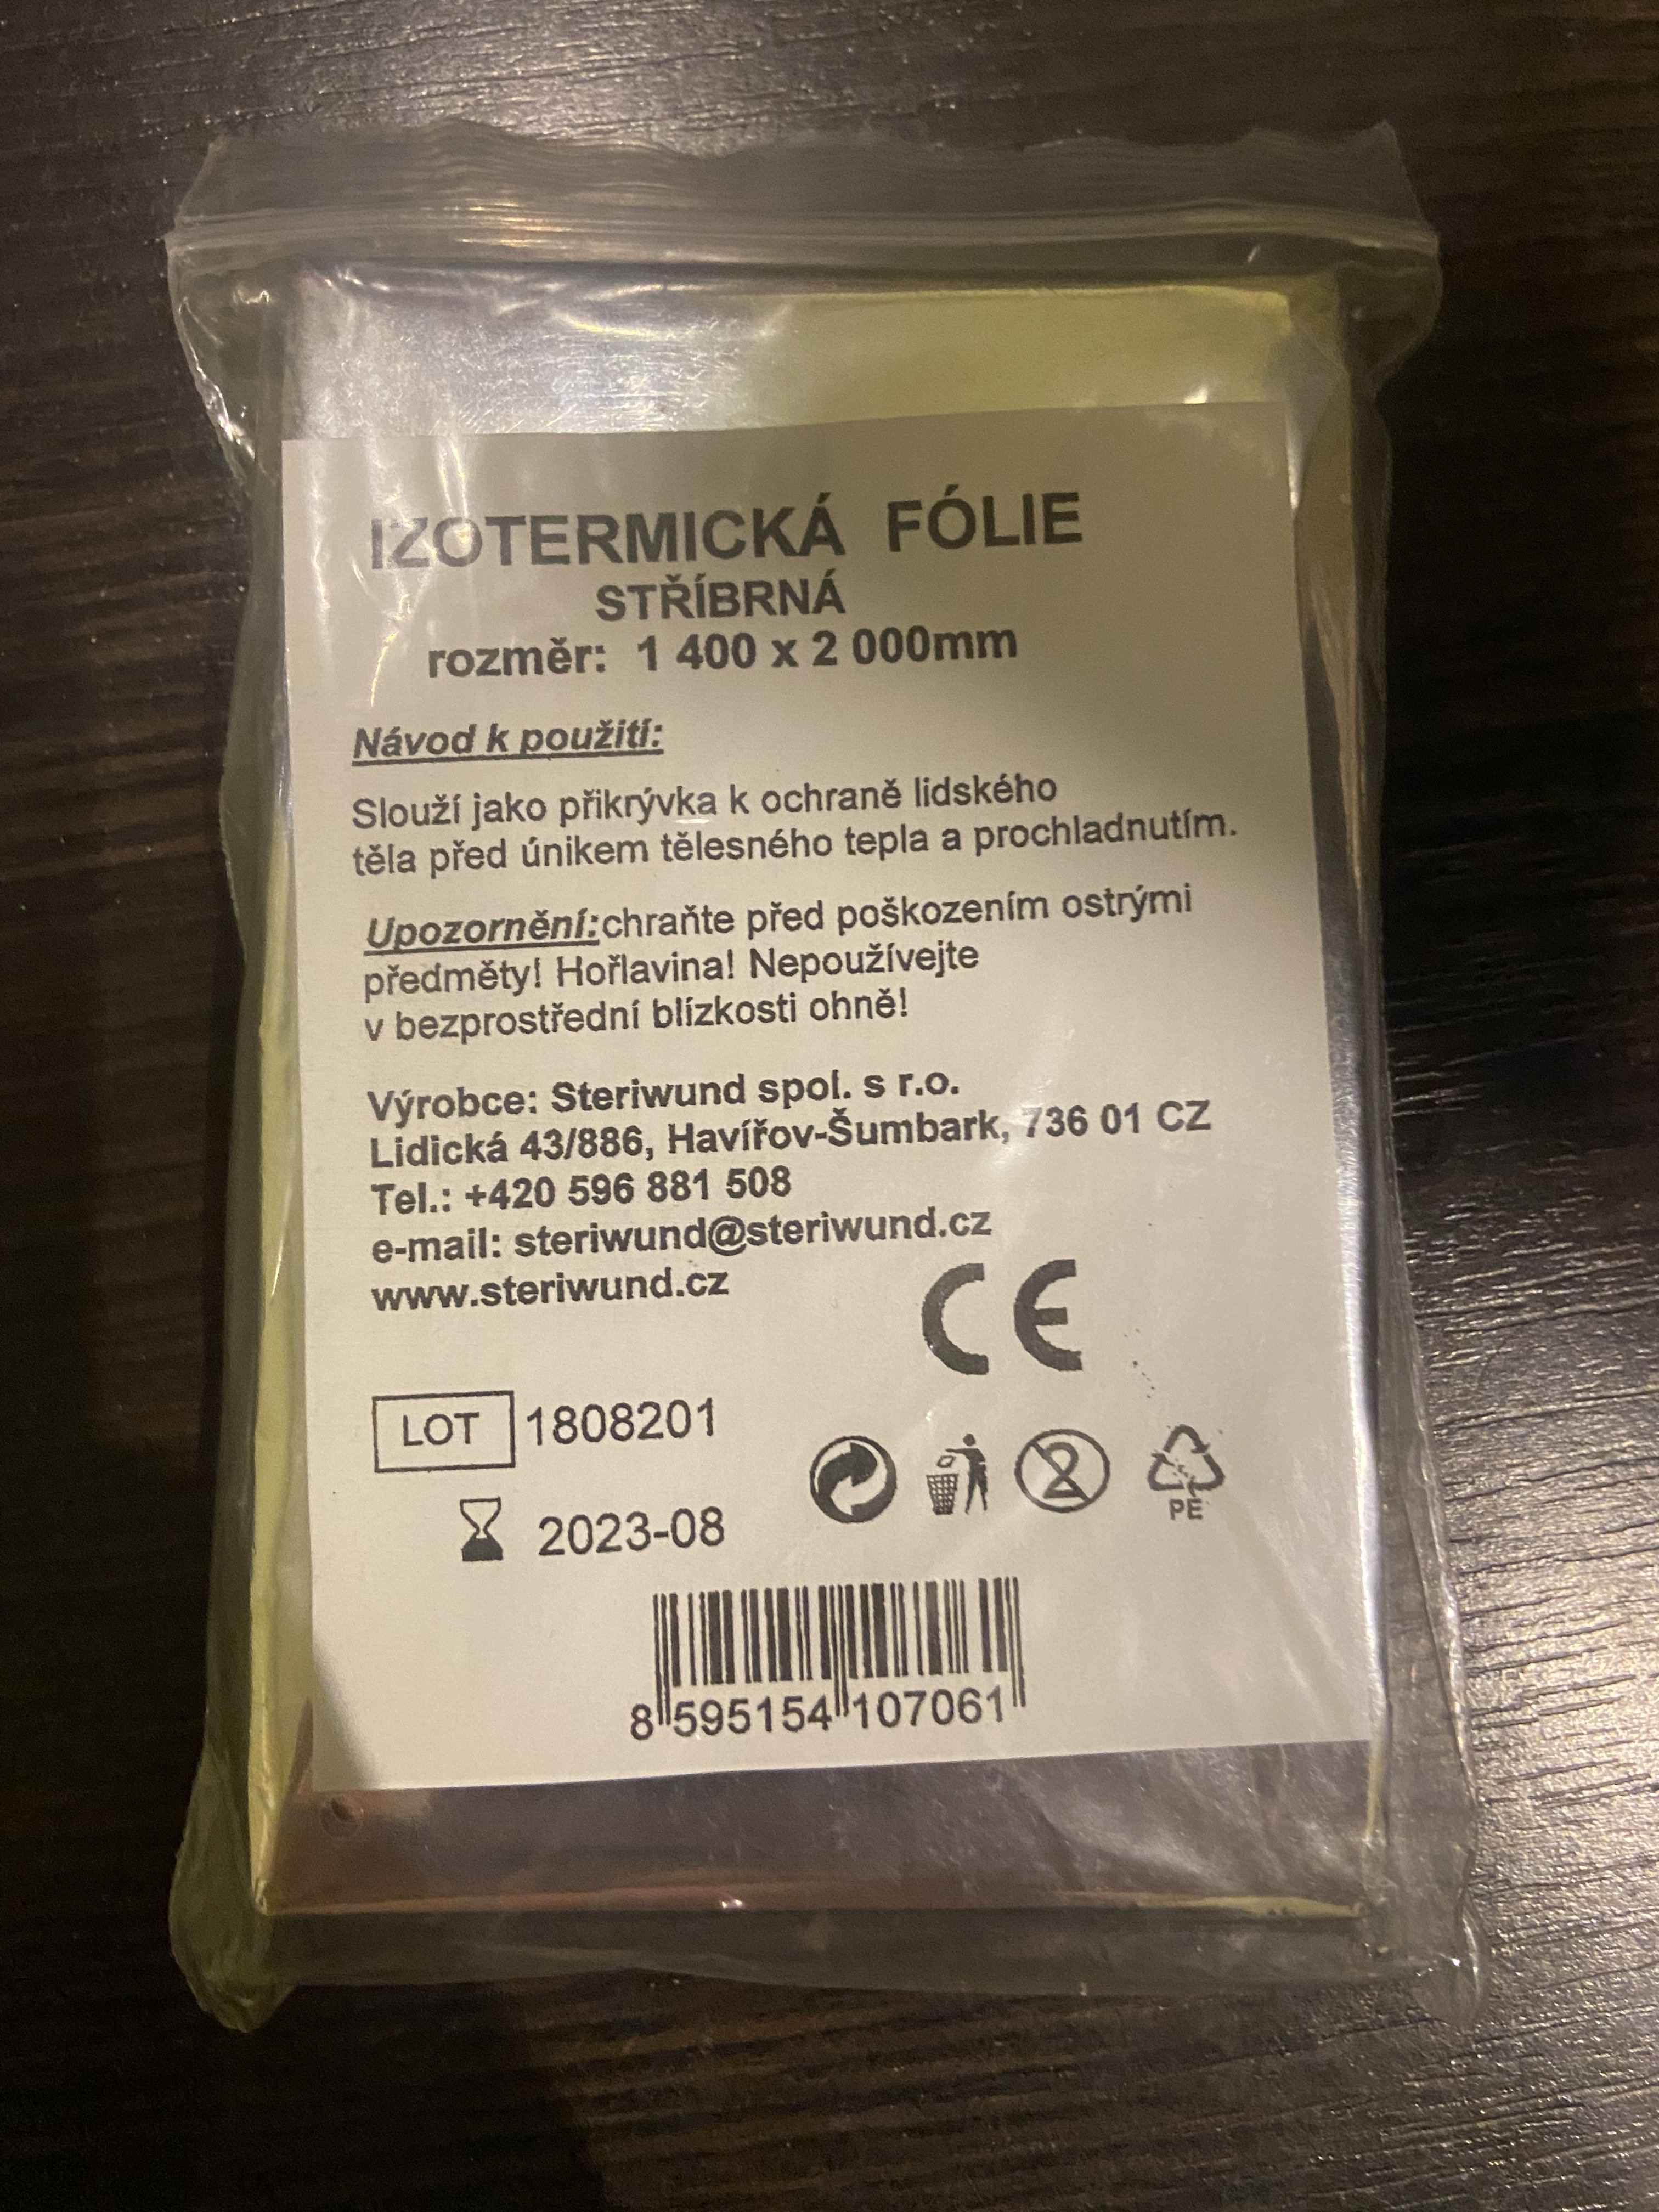 IZOTERMICKÁ FÓLIE
STŘÍBRNÁ
rozměr: 1 400 x 2 000mm
Návod k použití:
Slouží jako přikrývka k ochraně lidského
těla před únikem tělesného tepla a prochladnutím.
Upozornění:chraňte před poškozením ostrými
předměty! Hořlavina! Nepoužívejte
v bezprostřední blízkosti ohně!
Výrobce: Steriwund spol. s r.o.
Lidická 43/886, Havířov-Šumbark, 736 01 CZ
Tel.: +420 596 881 508
e-mail: steriwund@steriwund.cz
www.steriwund.cz
CE
LOT 1808201
2
PE
2023-08
8 595154 107061